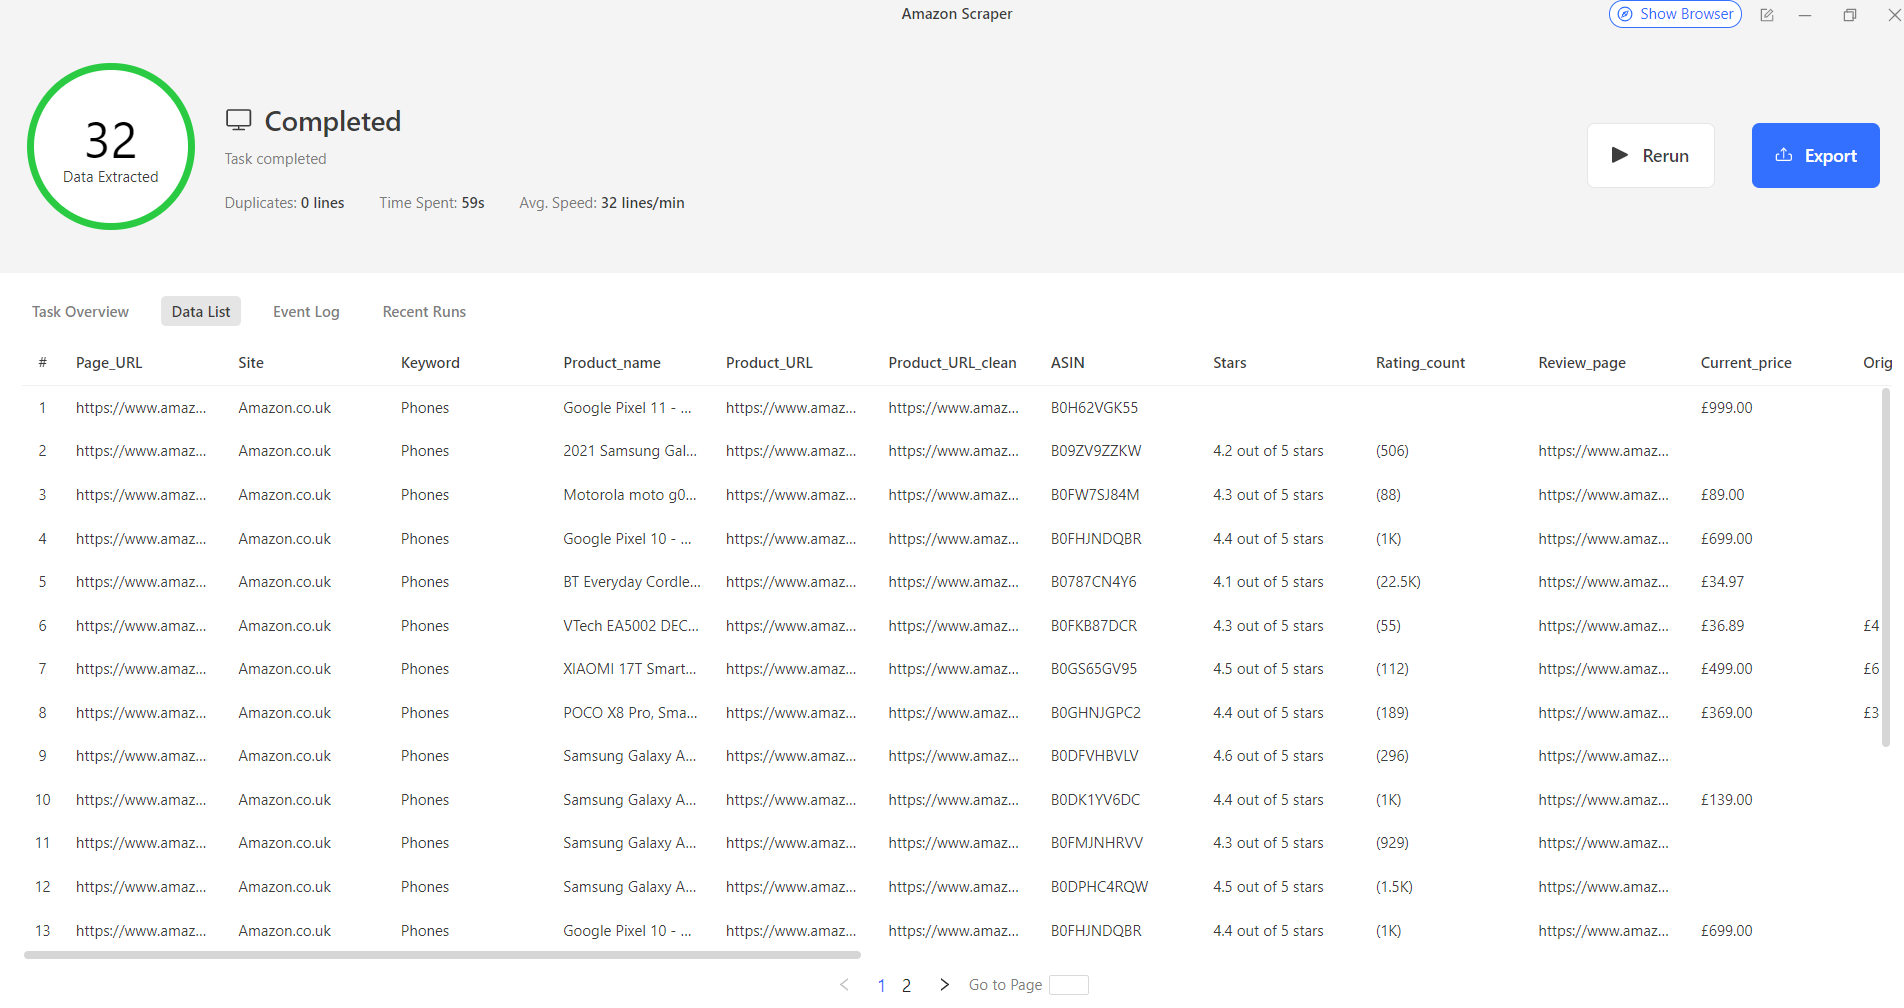 Amazon Scraper
Show Browser
32
Data Extracted
Completed
Task completed
Duplicates: 0 lines Time Spent: 59s Avg. Speed: 32 lines/min
Rerun
Export
Task Overview Data List Event Log Recent Runs
# Page_URL Site Keyword Product_name Product_URL Product_URL_clean ASIN Stars Rating_count Review_page Current_price Orig
1 https://www.amaz... Amazon.co.uk Phones Google Pixel 11 - ... https://www.amaz... https://www.amaz... B0H62VGK55 £999.00
2 https://www.amaz... Amazon.co.uk Phones 2021 Samsung Gal... https://www.amaz... https://www.amaz... B09ZV9ZZKW 4.2 out of 5 stars (506) https://www.amaz...
3 https://www.amaz... Amazon.co.uk Phones Motorola moto g0... https://www.amaz... https://www.amaz... B0FW7SJ84M 4.3 out of 5 stars (88) https://www.amaz... £89.00
4 https://www.amaz... Amazon.co.uk Phones Google Pixel 10 - ... https://www.amaz... https://www.amaz... B0FHJNDQBR 4.4 out of 5 stars (1K) https://www.amaz... £699.00
5 https://www.amaz... Amazon.co.uk Phones BT Everyday Cordle... https://www.amaz... https://www.amaz... B0787CN4Y6 4.1 out of 5 stars (22.5K) https://www.amaz... £34.97
6 https://www.amaz... Amazon.co.uk Phones VTech EA5002 DEC... https://www.amaz... https://www.amaz... B0FKB87DCR 4.3 out of 5 stars (55) https://www.amaz... £36.89 £4
7 https://www.amaz... Amazon.co.uk Phones XIAOMI 17T Smart... https://www.amaz... https://www.amaz... B0GS65GV95 4.5 out of 5 stars (112) https://www.amaz... £499.00 £6
8 https://www.amaz... Amazon.co.uk Phones POCO X8 Pro, Sma... https://www.amaz... https://www.amaz... B0GHNJGPC2 4.4 out of 5 stars (189) https://www.amaz... £369.00 £3
9 https://www.amaz... Amazon.co.uk Phones Samsung Galaxy A... https://www.amaz... https://www.amaz... B0DFVHBVLV 4.6 out of 5 stars (296) https://www.amaz...
10 https://www.amaz... Amazon.co.uk Phones Samsung Galaxy A... https://www.amaz... https://www.amaz... B0DK1YV6DC 4.4 out of 5 stars (1K) https://www.amaz... £139.00
11 https://www.amaz... Amazon.co.uk Phones Samsung Galaxy A... https://www.amaz... https://www.amaz... B0FMJNHRVV 4.3 out of 5 stars (929) https://www.amaz...
12 https://www.amaz... Amazon.co.uk Phones Samsung Galaxy A... https://www.amaz... https://www.amaz... B0DPHC4RQW 4.5 out of 5 stars (1.5K) https://www.amaz...
13 https://www.amaz... Amazon.co.uk Phones Google Pixel 10 - ... https://www.amaz... https://www.amaz... B0FHJNDQBR 4.4 out of 5 stars (1K) https://www.amaz... £699.00
1 2 Go to Page